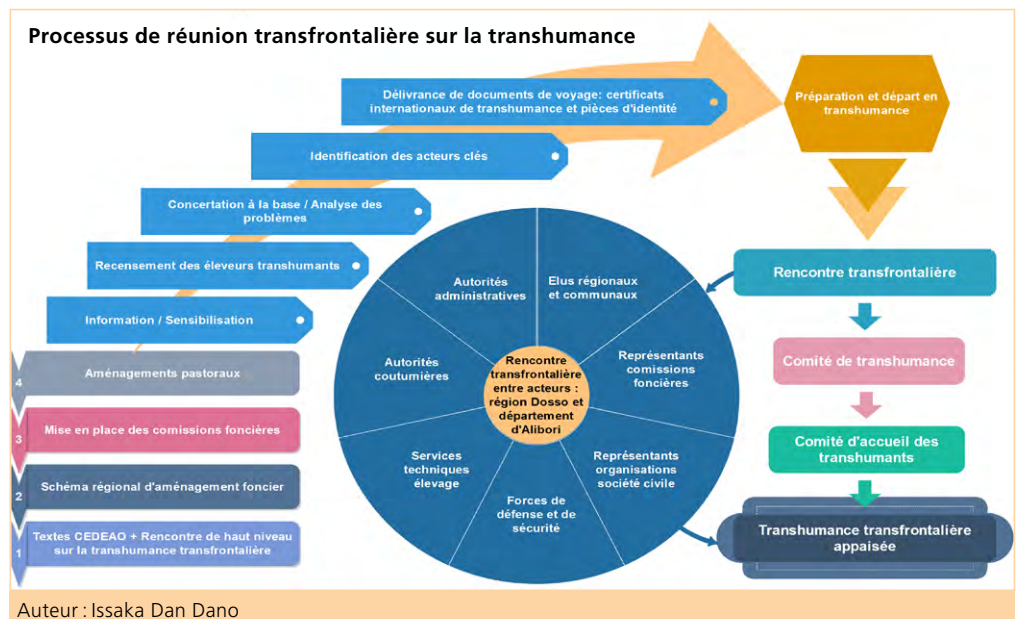 Processus de réunion transfrontalière sur la transhumance
Délivrance de documents de voyage: certificats
internationaux de transhumance et pièces d'identité
Identification des acteurs clés
Concertation à la base / Analyse des
problèmes
Recensement des éleveurs transhumants
Information / Sensibilisation
4
Aménagements pastoraux
3
Mise en place des comissions foncières
2
Schéma régional d'aménagement foncier
1
Textes CEDEAO + Rencontre de haut niveau
sur la transhumance transfrontalière
Autorités
administratives
Elus régionaux
et communaux
Autorités
coutumières
Représentants
comissions
foncières
Services
techniques
élevage
Forces de
défense et de
sécurité
Représentants
organisations
société civile
Rencontre
transfrontalière
entre acteurs :
région Dosso et
département
d'Alibori
Préparation et départ en
transhumance
Rencontre transfrontalière
Comité de transhumance
Comité d'accueil des
transhumants
Transhumance transfrontalière
appaisée
Auteur : Issaka Dan Dano